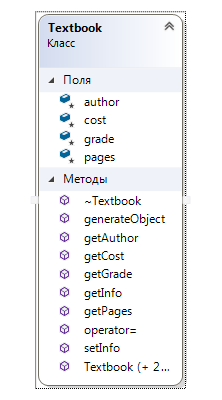 Textbook
Класс
Поля
author
cost
grade
pages
Методы
~Textbook
generateObject
getAuthor
getCost
getGrade
getInfo
getPages
operator=
setInfo
Textbook (+ 2...